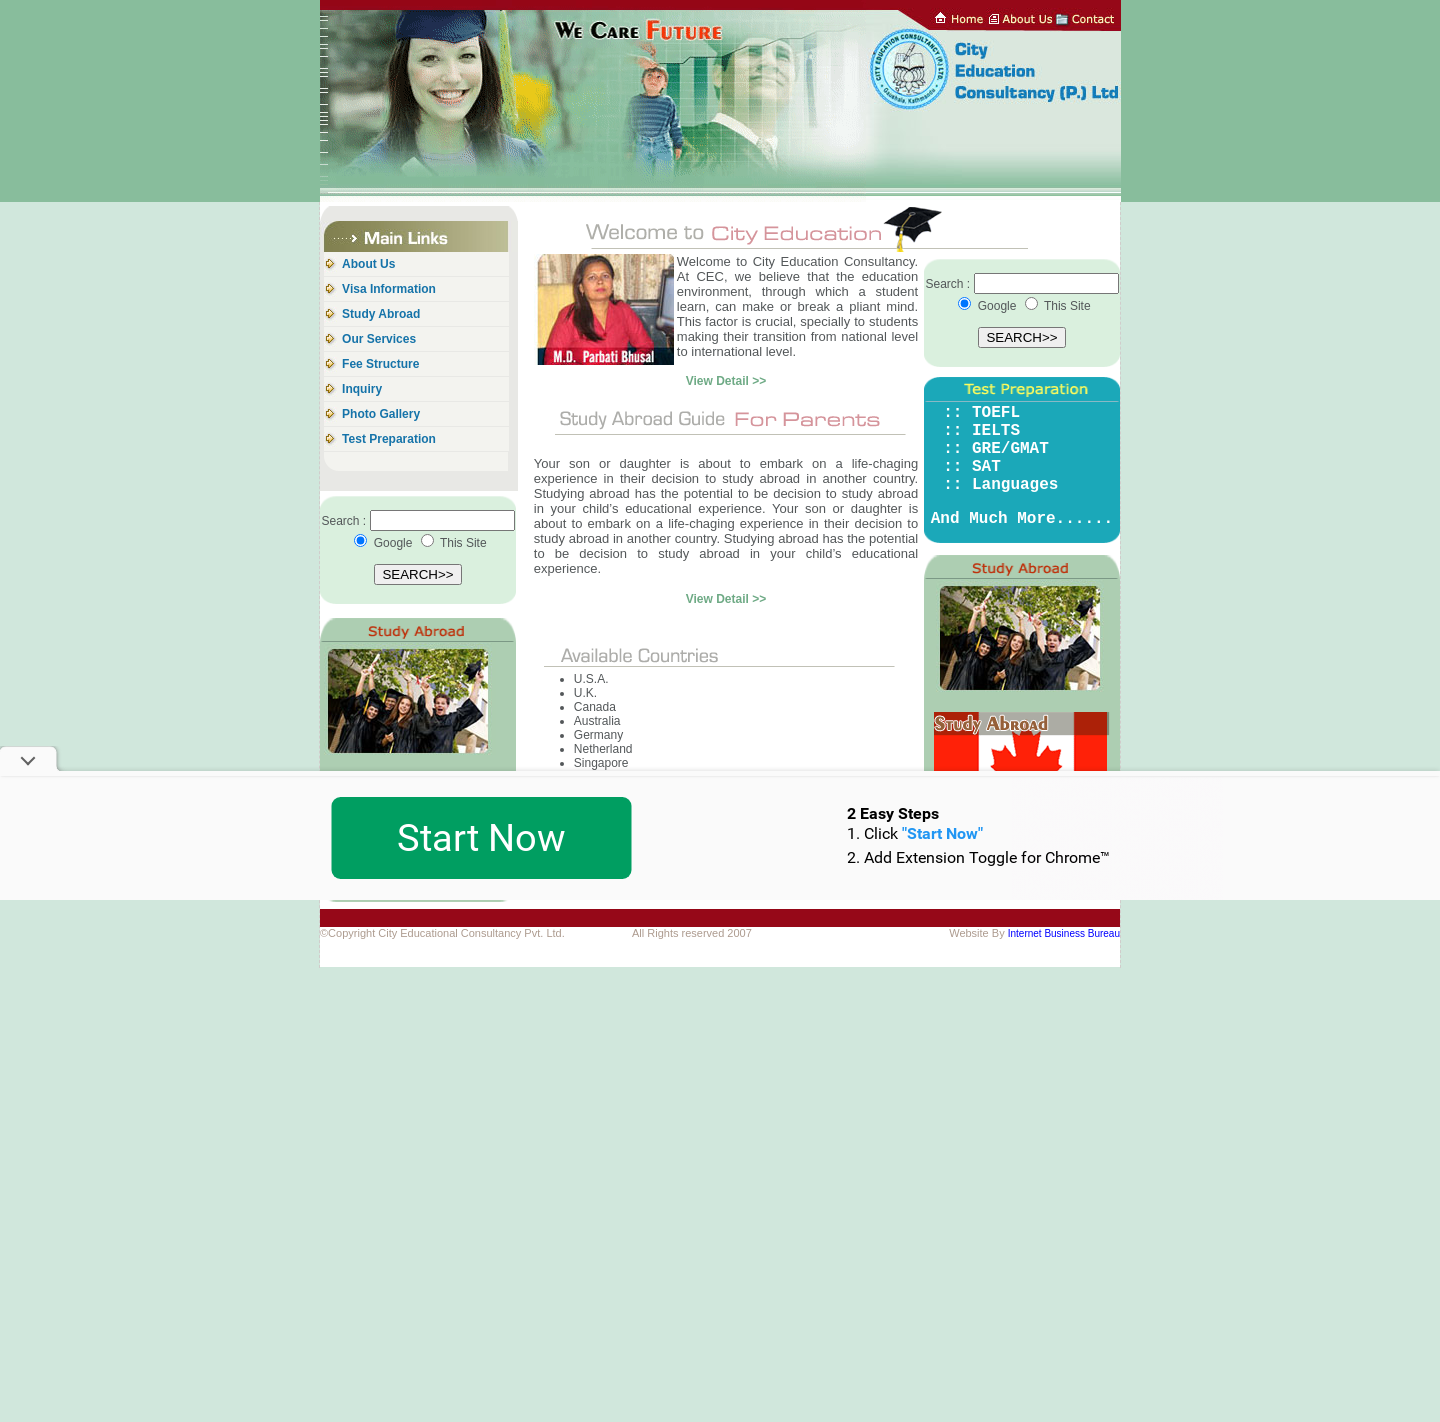 Home About Us Contact
We Care Future
CITY EDUCATION CONSULTANCY (P.) LTD.
Gaushala, Kathmandu
City
Education
Consultancy (P.) Ltd
Main Links
About Us
Visa Information
Study Abroad
Our Services
Fee Structure
Inquiry
Photo Gallery
Test Preparation
Search :
Google This Site
SEARCH>>
Study Abroad
Welcome to City Education
M.D. Parbati Bhusal
Welcome to City Education Consultancy.
At CEC, we believe that the education
environment, through which a student
learn, can make or break a pliant mind.
This factor is crucial, specially to students
making their transition from national level
to international level.
View Detail >>
Study Abroad Guide For Parents
Your son or daughter is about to embark on a life-chaging
experience in their decision to study abroad in another country.
Studying abroad has the potential to be decision to study abroad
in your child's educational experience. Your son or daughter is
about to embark on a life-chaging experience in their decision to
study abroad in another country. Studying abroad has the potential
to be decision to study abroad in your child's educational
experience.
View Detail >>
Available Countries
U.S.A.
U.K.
Canada
Australia
Germany
Netherland
Singapore
Search :
Google This Site
SEARCH>>
Test Preparation
:: TOEFL
:: IELTS
:: GRE/GMAT
:: SAT
:: Languages
And Much More......
Study Abroad
Study Abroad
Start Now
2 Easy Steps
1. Click "Start Now"
2. Add Extension Toggle for Chrome™
©Copyright City Educational Consultancy Pvt. Ltd. All Rights reserved 2007 Website By Internet Business Bureau